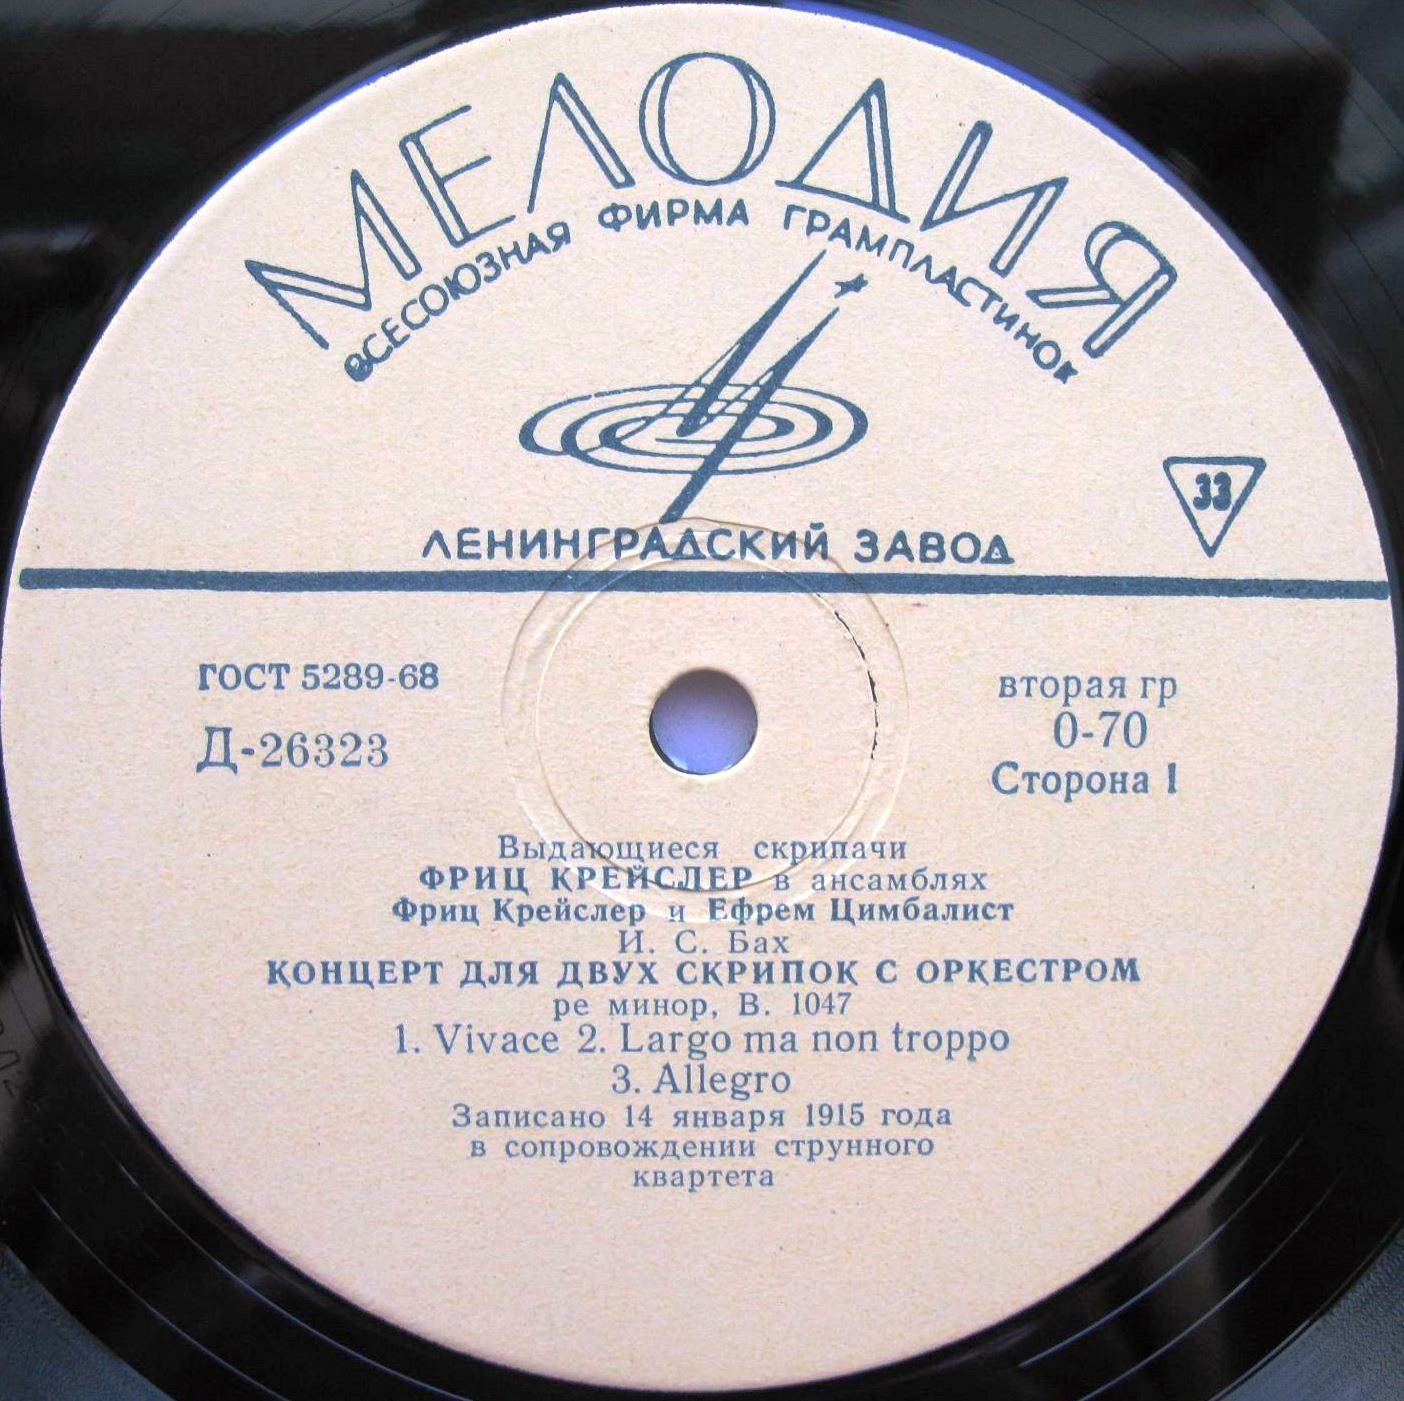 МЕЛОДИЯ
ВСЕСОЮЗНАЯ ФИРМА ГРАМПЛАСТИНОК
33
ЛЕНИНГРАДСКИЙ ЗАВОД
ГОСТ 5289-68
вторая гр
Д-26323
0-70
Сторона 1
Выдающиеся скрипачи
ФРИЦ КРЕЙСЛЕР в ансамблях
Фриц Крейслер и Ефрем Цимбалист
И. С. Бах
КОНЦЕРТ ДЛЯ ДВУХ СКРИПОК С ОРКЕСТРОМ
ре минор, В. 1047
1. Vivace 2. Largo ma non troppo
3. Allegro
Записано 14 января 1915 года
в сопровождении струнного
квартета